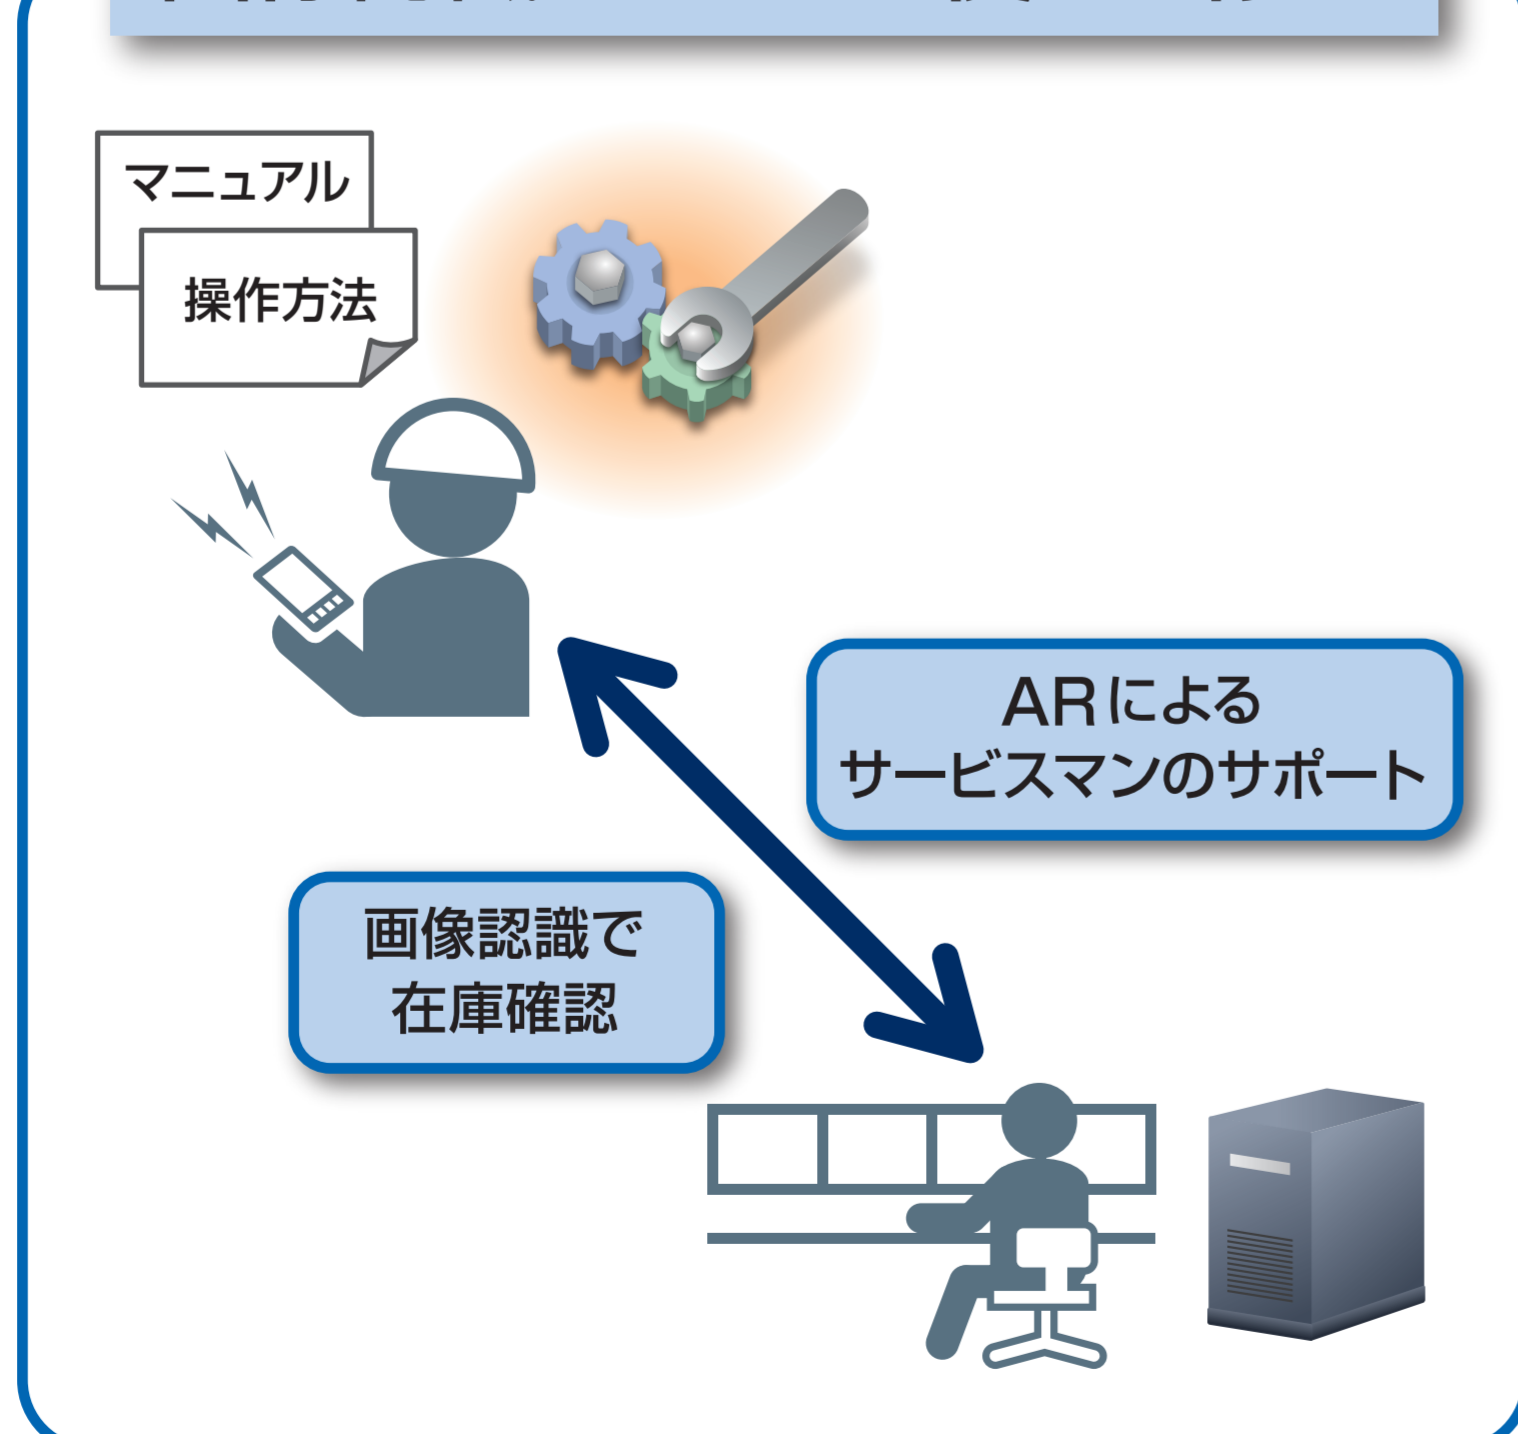 マニュアル
操作方法
ARによる
サービスマンのサポート
画像認識で
在庫確認